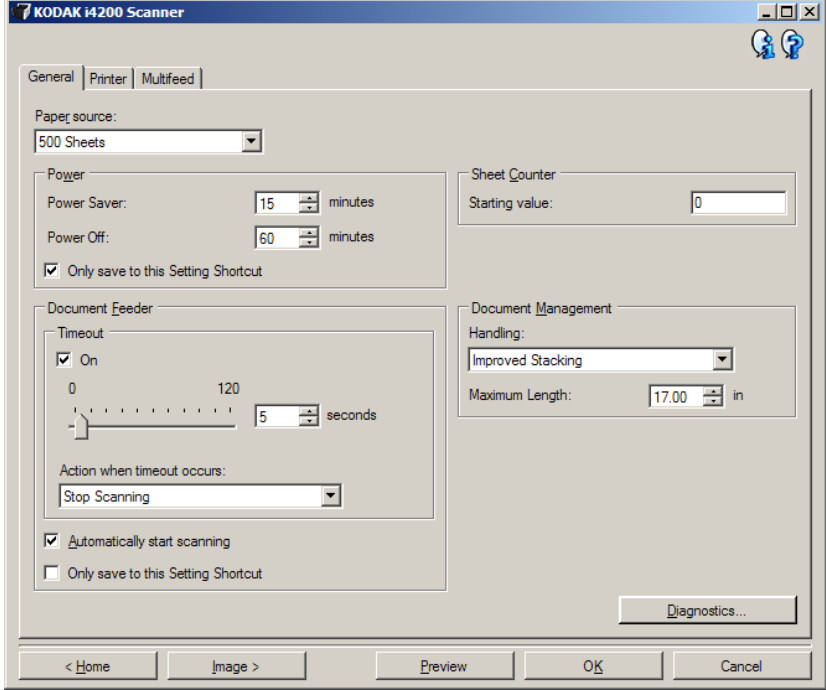 KODAK i4200 Scanner
General Printer Multifeed
Paper source:
500 Sheets
Power
Power Saver: 15 minutes
Power Off: 60 minutes
Only save to this Setting Shortcut
Sheet Counter
Starting value: 0
Document Feeder
Timeout
On
0 120
5 seconds
Action when timeout occurs:
Stop Scanning
Automatically start scanning
Only save to this Setting Shortcut
Document Management
Handling:
Improved Stacking
Maximum Length: 17.00 in
Diagnostics...
< Home Image > Preview OK Cancel